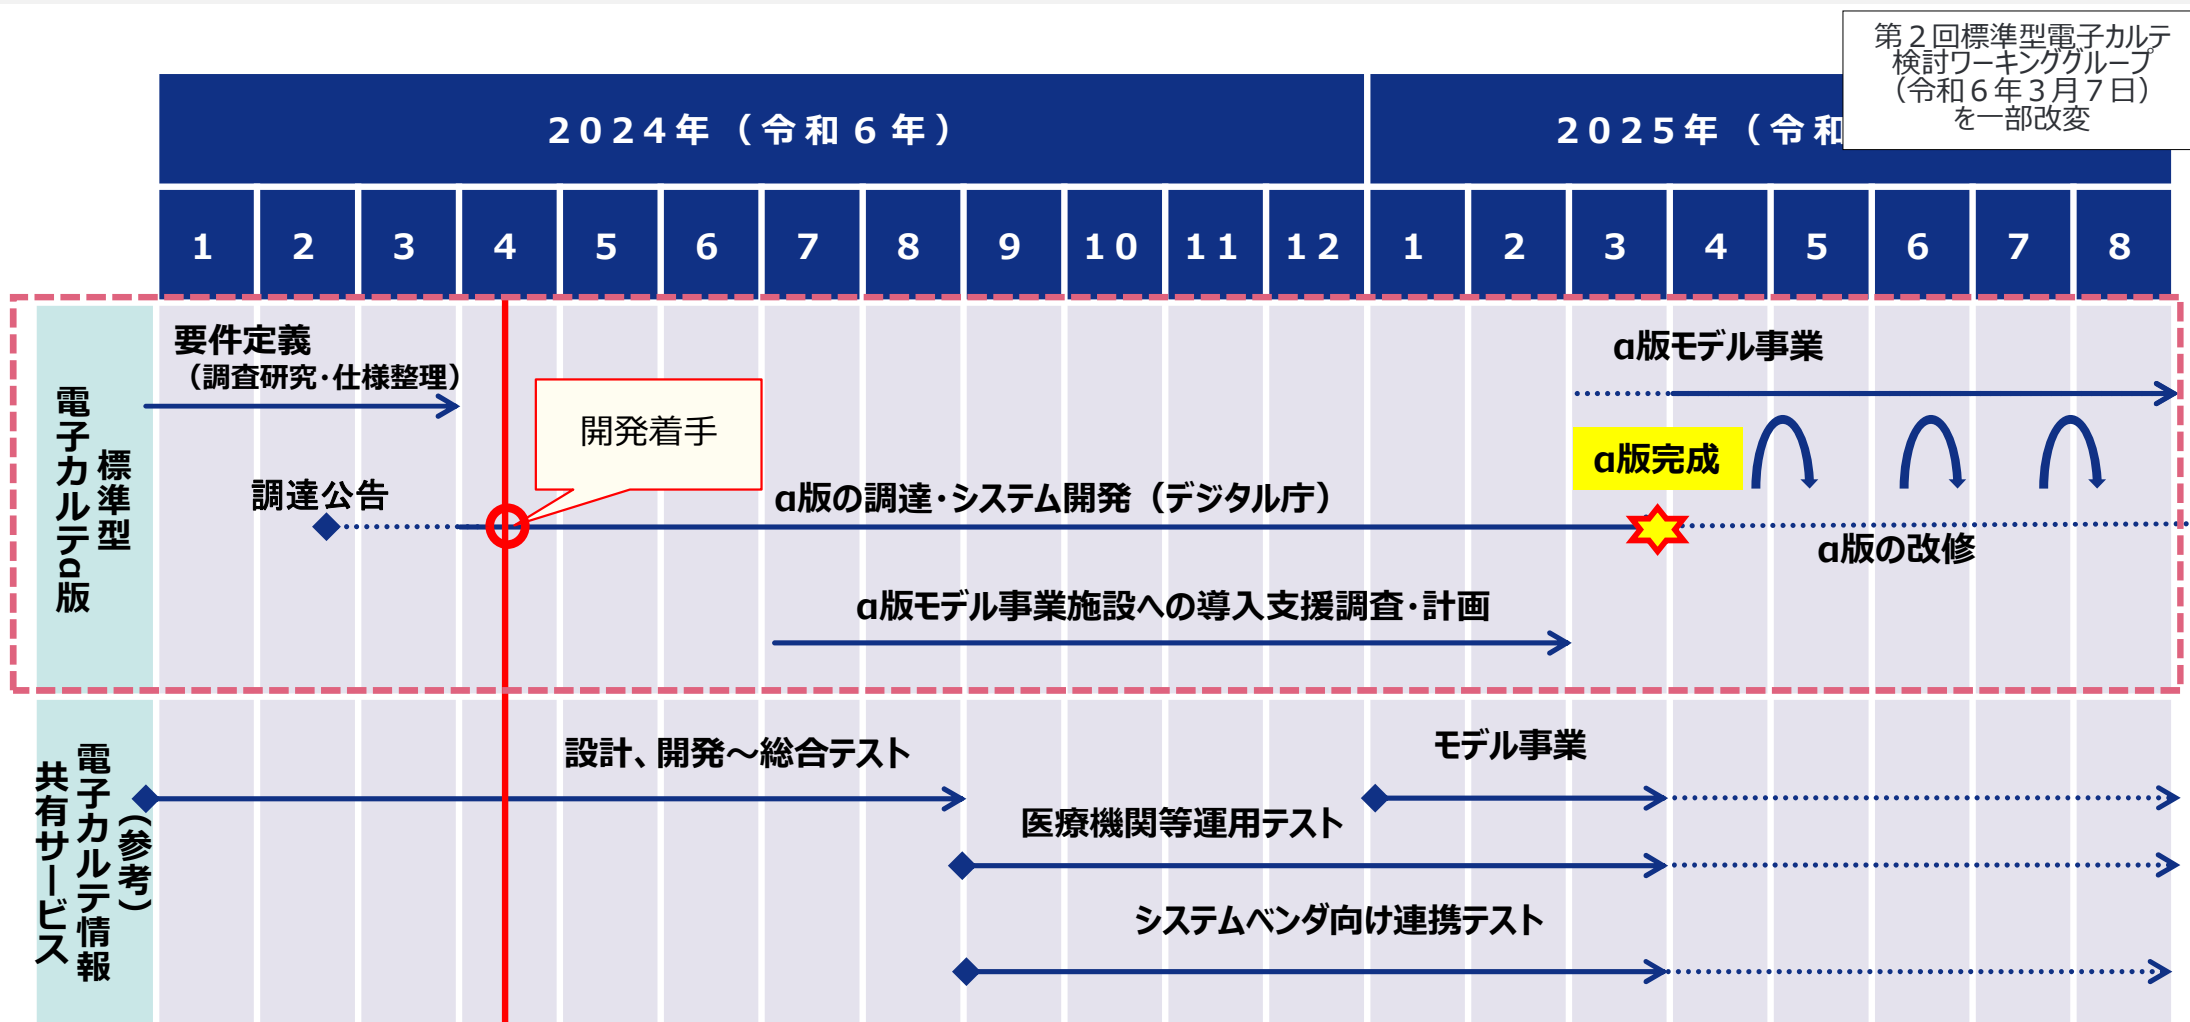 第２回標準型電子カルテ
検討ワーキンググループ
（令和６年３月７日）
を一部改変
2024年（令和６年）
2025年（令和
1 2 3 4 5 6 7 8 9 10 11 12 1 2 3 4 5 6 7 8
標準型
電子カルテα版
要件定義
（調査研究・仕様整理）
開発着手
調達公告
α版の調達・システム開発（デジタル庁）
α版モデル事業
α版完成
α版の改修
α版モデル事業施設への導入支援調査・計画
（参考）
電子カルテ情報
共有サービス
設計、開発～総合テスト
モデル事業
医療機関等運用テスト
システムベンダ向け連携テスト